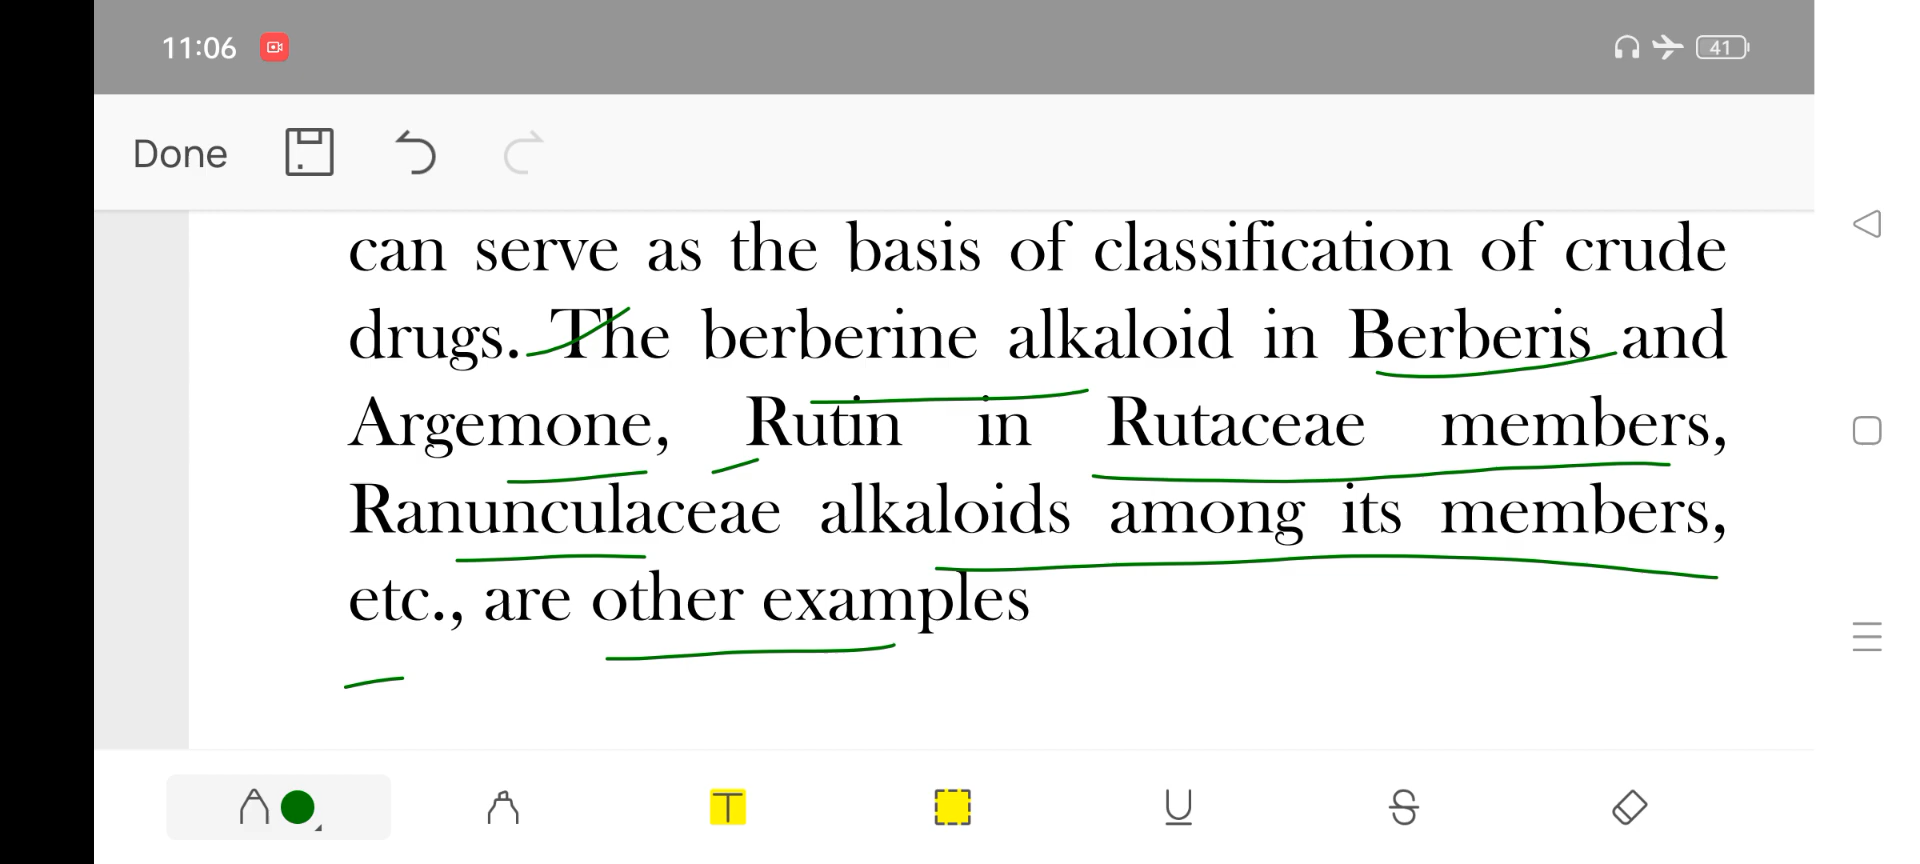 11:06
41
Done
can serve as the basis of classification of crude
drugs. The berberine alkaloid in Berberis and
Argemone, Rutin in Rutaceae members,
Ranunculaceae alkaloids among its members,
etc., are other examples
T U S